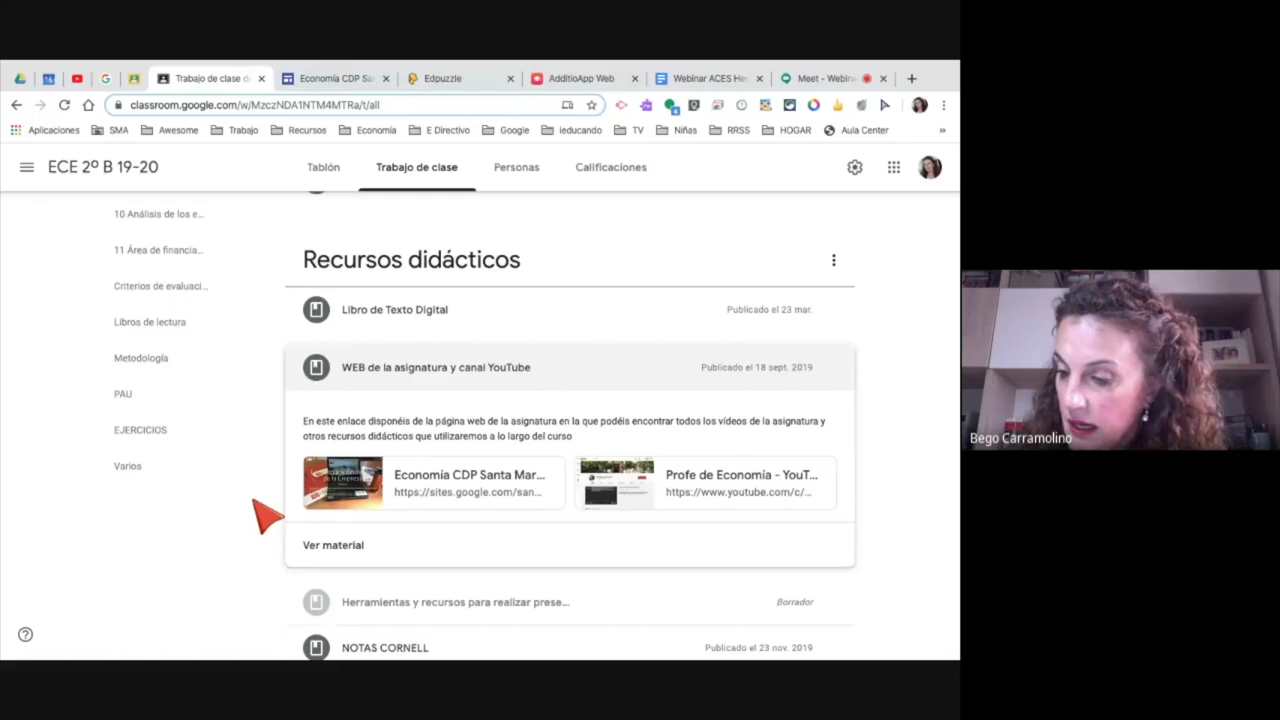 Trabajo de clase de
Economía CDP San
Edpuzzle
AdditioApp Web
Webinar ACES Her
Meet - Webin
classroom.google.com/w/MzczNDA1NTM4MTRa/t/all
Aplicaciones
SMA
Awesome
Trabajo
Recursos
Economía
E Directivo
Google
ieducando
TV
Niñas
RRSS
HOGAR
Aula Center
»
ECE 2º B 19-20
Tablón
Trabajo de clase
Personas
Calificaciones
10 Análisis de los e...
11 Área de financia...
Criterios de evaluaci...
Libros de lectura
Metodología
PAU
EJERCICIOS
Varios
Recursos didácticos
Libro de Texto Digital
Publicado el 23 mar.
WEB de la asignatura y canal YouTube
Publicado el 18 sept. 2019
En este enlace disponéis de la página web de la asignatura en la que podéis encontrar todos los vídeos de la asignatura y
otros recursos didácticos que utilizaremos a lo largo del curso
Economía CDP Santa Mar...
https://sites.google.com/san...
Profe de Economía - YouT...
https://www.youtube.com/c/...
Ver material
Herramientas y recursos para realizar prese...
Borrador
NOTAS CORNELL
Publicado el 23 nov. 2019
Bego Carramolino